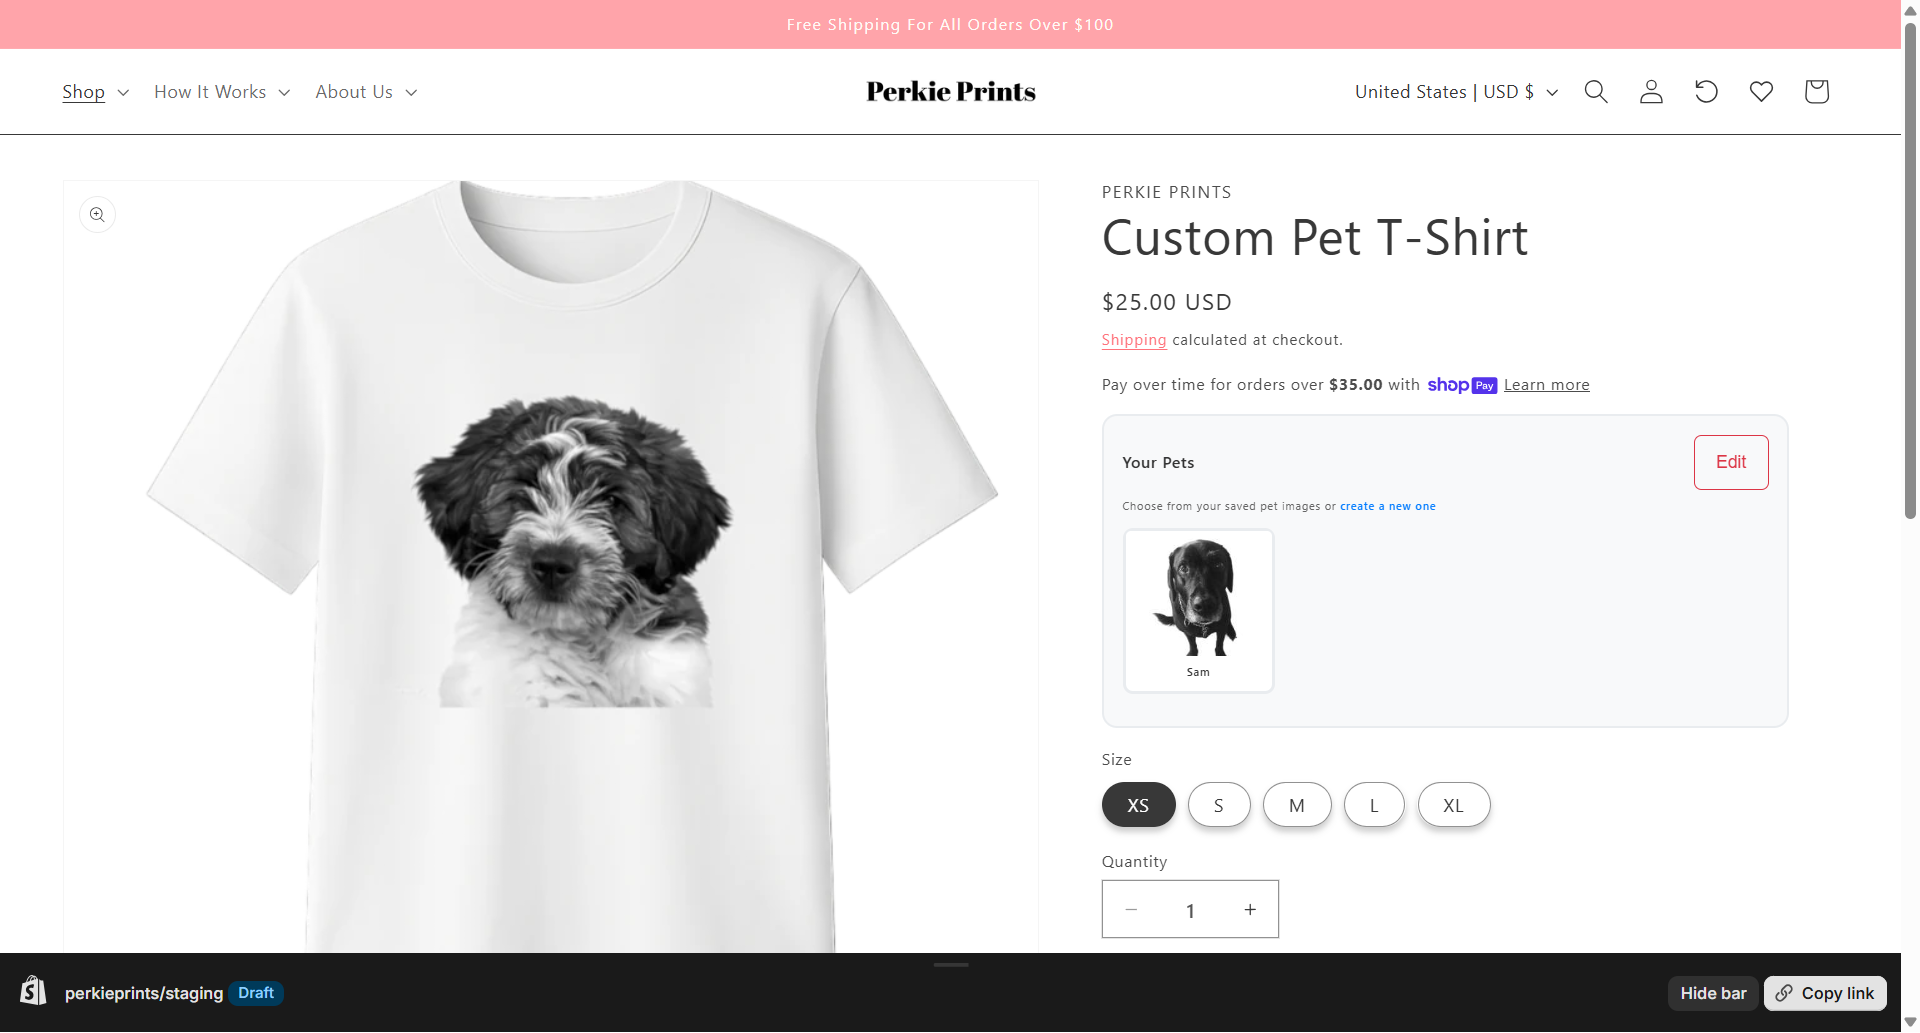 Free Shipping For All Orders Over $100
Shop How It Works About Us Perkie Prints United States | USD $
PERKIE PRINTS
Custom Pet T-Shirt
$25.00 USD
Shipping calculated at checkout.
Pay over time for orders over $35.00 with shop Pay Learn more
Your Pets Edit
Choose from your saved pet images or create a new one
Sam
Size
XS S M L XL
Quantity
− 1 +
perkieprints/staging Draft Hide bar Copy link